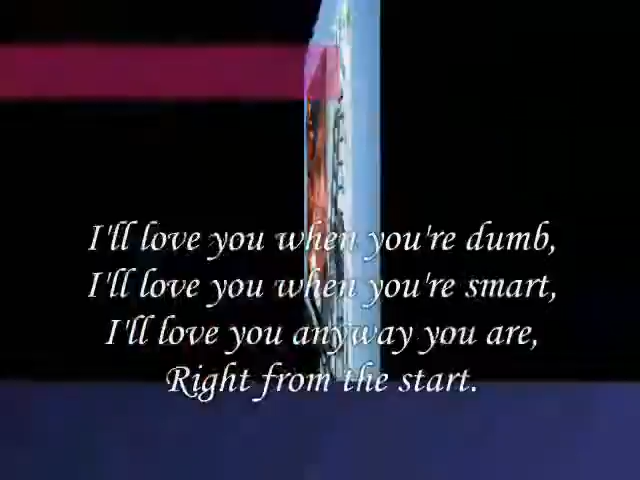 I'll love you when you're dumb,
I'll love you when you're smart,
I'll love you anyway you are,
Right from the start.